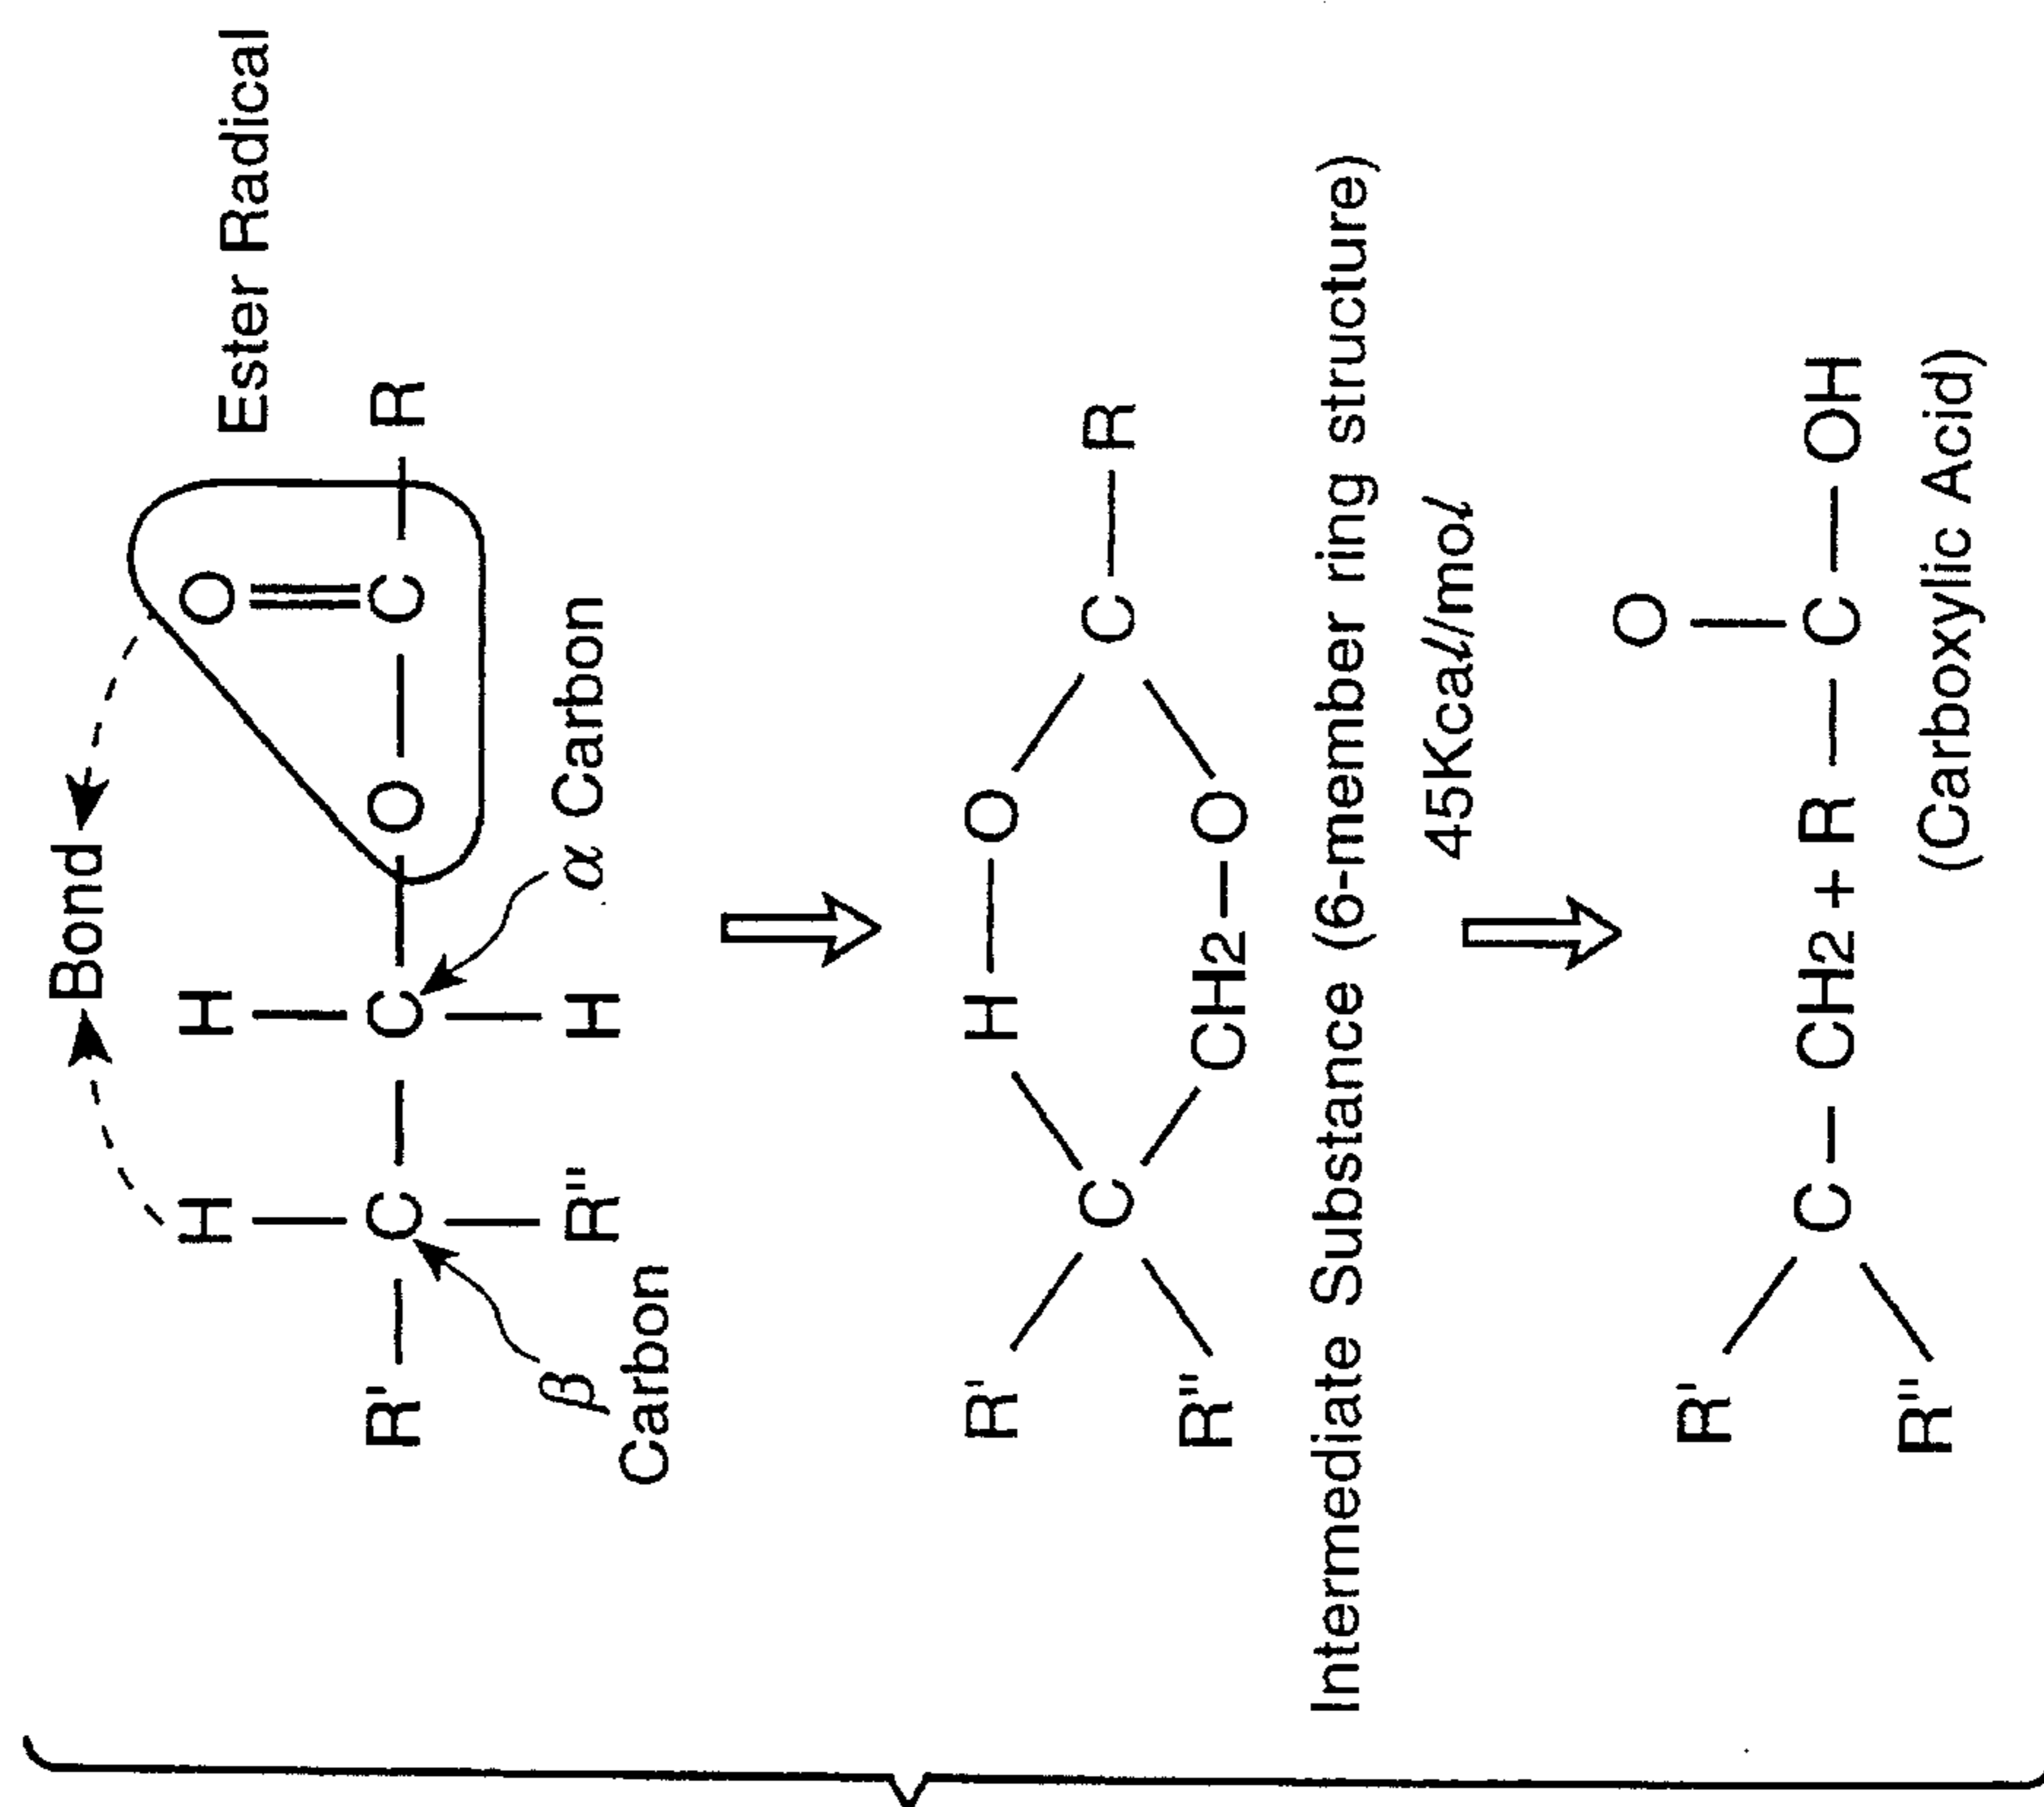 Bond
Ester Radical
H H O
R' — C — C — O — C — R
R" H
β Carbon
α Carbon
H — O
R' C C — R
R" CH2 — O
Intermediate Substance (6-member ring structure)
45Kcal/mol
O
R' C — CH2 + R — C — OH
R"
(Carboxylic Acid)